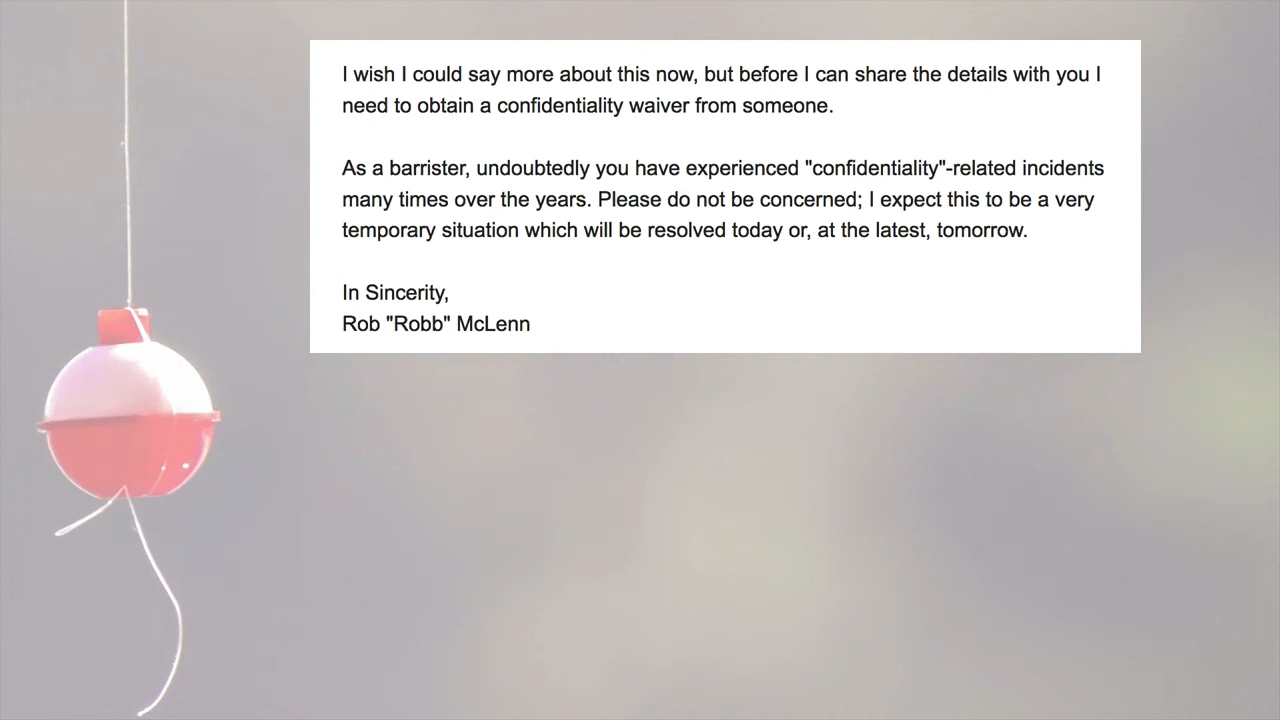 I wish I could say more about this now, but before I can share the details with you I
need to obtain a confidentiality waiver from someone.
As a barrister, undoubtedly you have experienced "confidentiality"-related incidents
many times over the years. Please do not be concerned; I expect this to be a very
temporary situation which will be resolved today or, at the latest, tomorrow.
In Sincerity,
Rob "Robb" McLenn